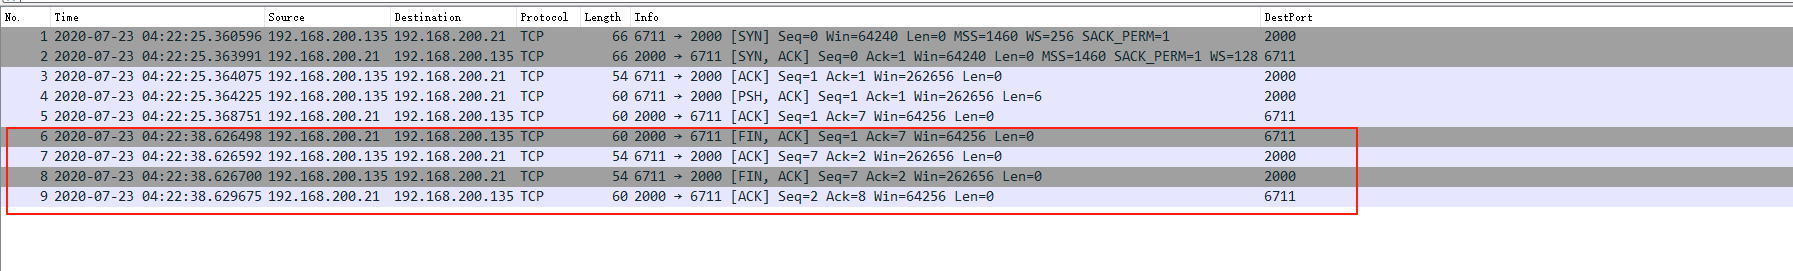 No. Time Source Destination Protocol Length Info DestPort
1 2020-07-23 04:22:25.360596 192.168.200.135 192.168.200.21 TCP 66 6711 → 2000 [SYN] Seq=0 Win=64240 Len=0 MSS=1460 WS=256 SACK_PERM=1 2000
2 2020-07-23 04:22:25.363991 192.168.200.21 192.168.200.135 TCP 66 2000 → 6711 [SYN, ACK] Seq=0 Ack=1 Win=64240 Len=0 MSS=1460 SACK_PERM=1 WS=128 6711
3 2020-07-23 04:22:25.364075 192.168.200.135 192.168.200.21 TCP 54 6711 → 2000 [ACK] Seq=1 Ack=1 Win=262656 Len=0 2000
4 2020-07-23 04:22:25.364225 192.168.200.135 192.168.200.21 TCP 60 6711 → 2000 [PSH, ACK] Seq=1 Ack=1 Win=262656 Len=6 2000
5 2020-07-23 04:22:25.368751 192.168.200.21 192.168.200.135 TCP 60 2000 → 6711 [ACK] Seq=1 Ack=7 Win=64256 Len=0 6711
6 2020-07-23 04:22:38.626498 192.168.200.21 192.168.200.135 TCP 60 2000 → 6711 [FIN, ACK] Seq=1 Ack=7 Win=64256 Len=0 6711
7 2020-07-23 04:22:38.626592 192.168.200.135 192.168.200.21 TCP 54 6711 → 2000 [ACK] Seq=7 Ack=2 Win=262656 Len=0 2000
8 2020-07-23 04:22:38.626700 192.168.200.135 192.168.200.21 TCP 54 6711 → 2000 [FIN, ACK] Seq=7 Ack=2 Win=262656 Len=0 2000
9 2020-07-23 04:22:38.629675 192.168.200.21 192.168.200.135 TCP 60 2000 → 6711 [ACK] Seq=2 Ack=8 Win=64256 Len=0 6711